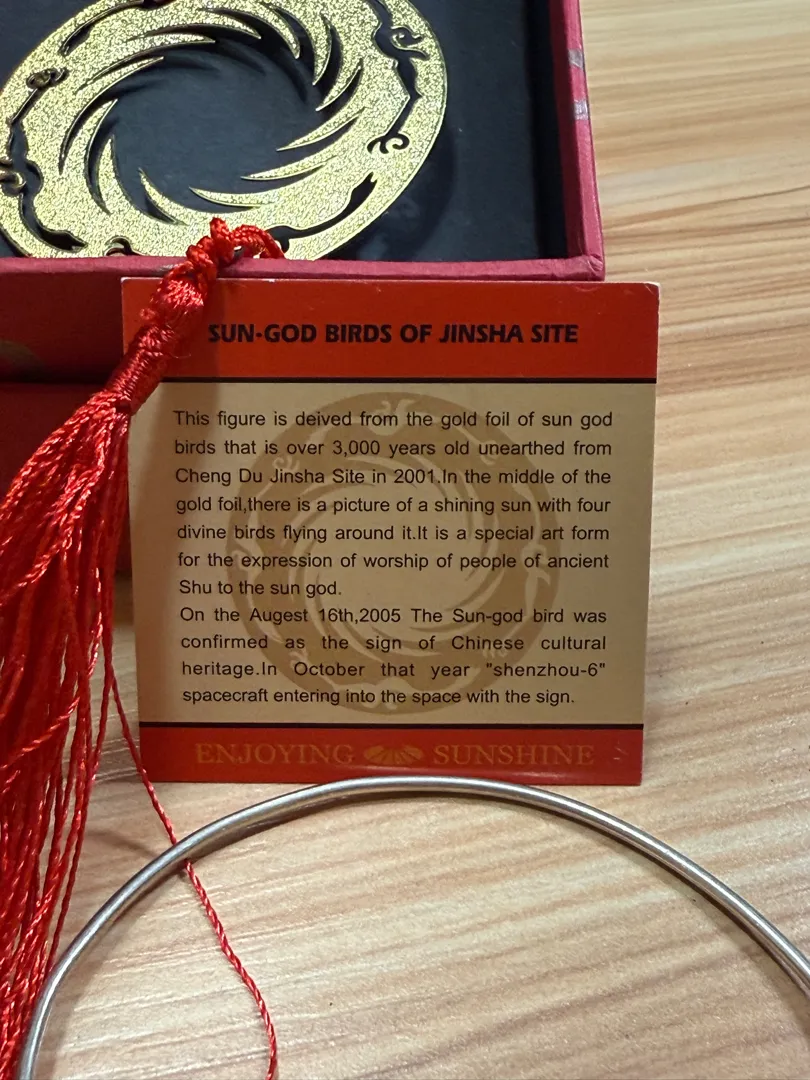 SUN-GOD BIRDS OF JINSHA SITE
This figure is deived from the gold foil of sun god
birds that is over 3,000 years old unearthed from
Cheng Du Jinsha Site in 2001.In the middle of the
gold foil,there is a picture of a shining sun with four
divine birds flying around it.It is a special art form
for the expression of worship of people of ancient
Shu to the sun god.
On the Augest 16th,2005 The Sun-god bird was
confirmed as the sign of Chinese cultural
heritage.In October that year "shenzhou-6"
spacecraft entering into the space with the sign.
ENJOYING SUNSHINE